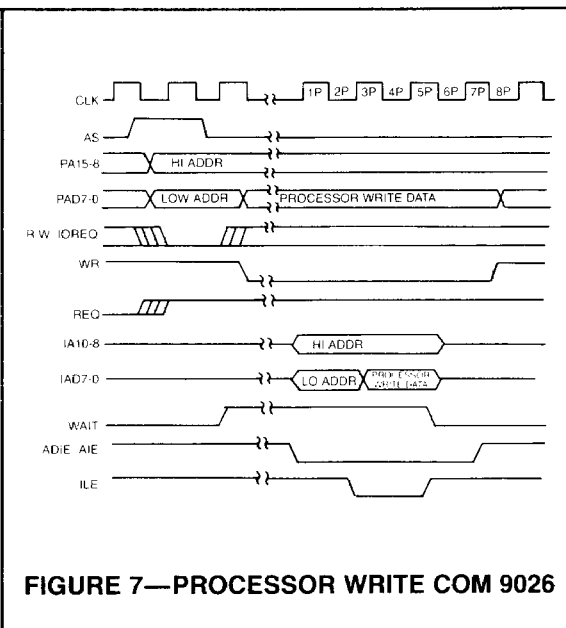 CLK 1P 2P 3P 4P 5P 6P 7P 8P
AS
PA15-8 HI ADDR
PAD7-0 LOW ADDR PROCESSOR WRITE DATA
R W IOREQ
WR
REQ
IA10-8 HI ADDR
IAD7-0 LO ADDR PROCESSOR
WRITE DATA
WAIT
ADIE AIE
ILE
FIGURE 7—PROCESSOR WRITE COM 9026